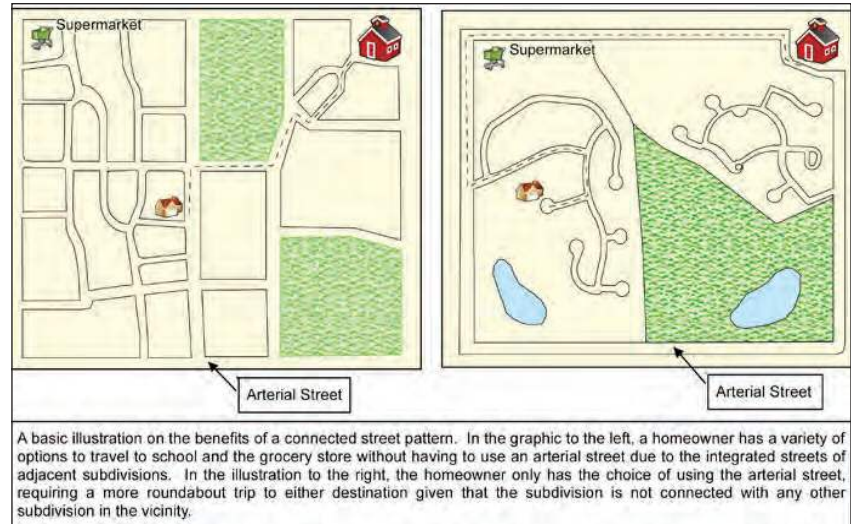 Supermarket
Supermarket
Arterial Street
Arterial Street
A basic illustration on the benefits of a connected street pattern. In the graphic to the left, a homeowner has a variety of
options to travel to school and the grocery store without having to use an arterial street due to the integrated streets of
adjacent subdivisions. In the illustration to the right, the homeowner only has the choice of using the arterial street,
requiring a more roundabout trip to either destination given that the subdivision is not connected with any other
subdivision in the vicinity.